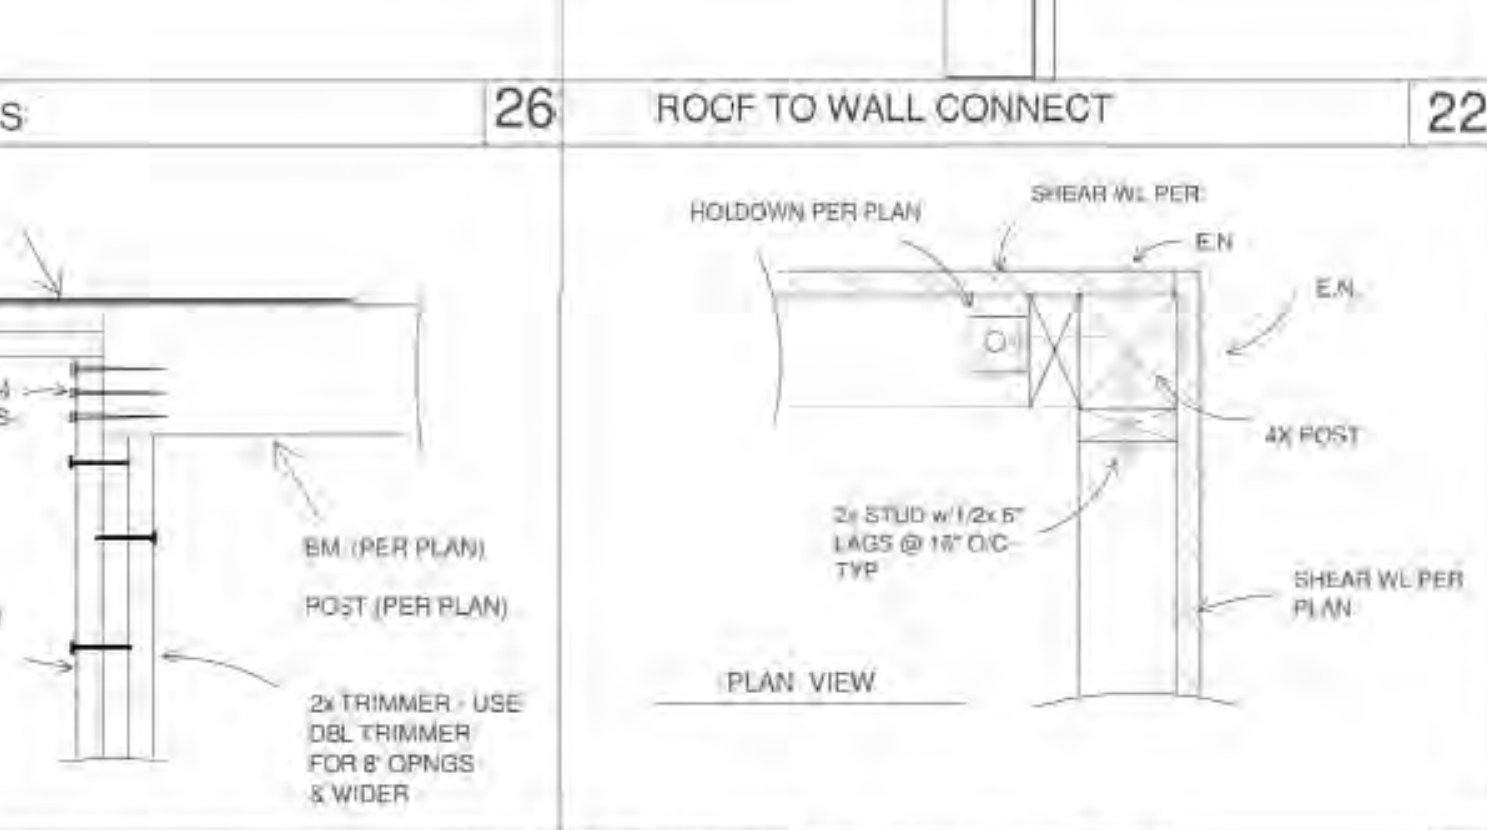 S
26
ROOF TO WALL CONNECT
22
HOLDOWN PER PLAN
SHEAR WL PER
E.N
E.N.
4X POST
2x STUD w/1/2x 6"
LAGS @ 16" O/C
TYP
SHEAR WL PER
PLAN
PLAN VIEW
BM. (PER PLAN)
POST (PER PLAN)
2x TRIMMER - USE
DBL TRIMMER
FOR 8' OPNGS
& WIDER